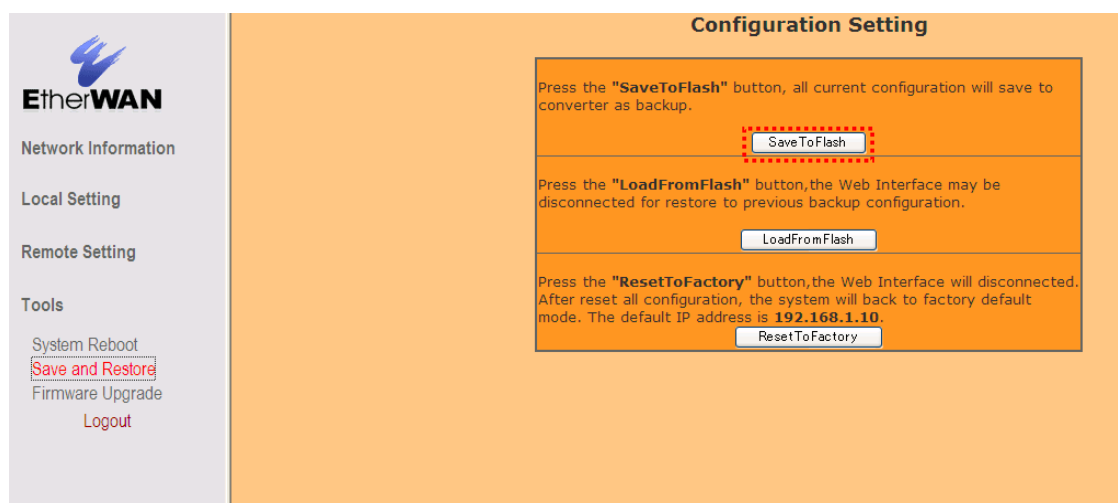 EtherWAN
Network Information
Local Setting
Remote Setting
Tools
System Reboot
Save and Restore
Firmware Upgrade
Logout
Configuration Setting
Press the "SaveToFlash" button, all current configuration will save to
converter as backup.
SaveToFlash
Press the "LoadFromFlash" button,the Web Interface may be
disconnected for restore to previous backup configuration.
LoadFromFlash
Press the "ResetToFactory" button,the Web Interface will disconnected.
After reset all configuration, the system will back to factory default
mode. The default IP address is 192.168.1.10.
ResetToFactory